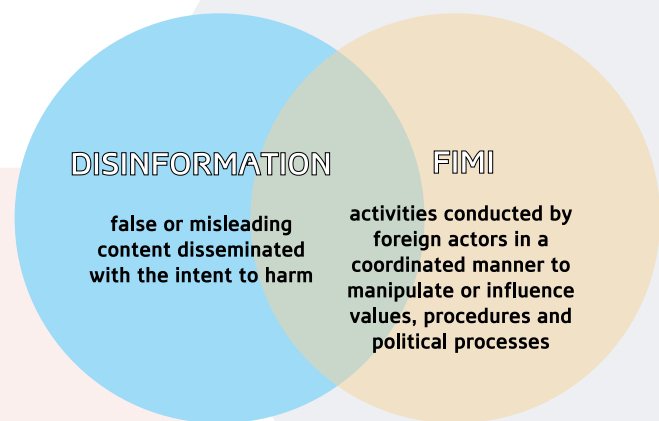 DISINFORMATION
false or misleading
content disseminated
with the intent to harm
FIMI
activities conducted by
foreign actors in a
coordinated manner to
manipulate or influence
values, procedures and
political processes